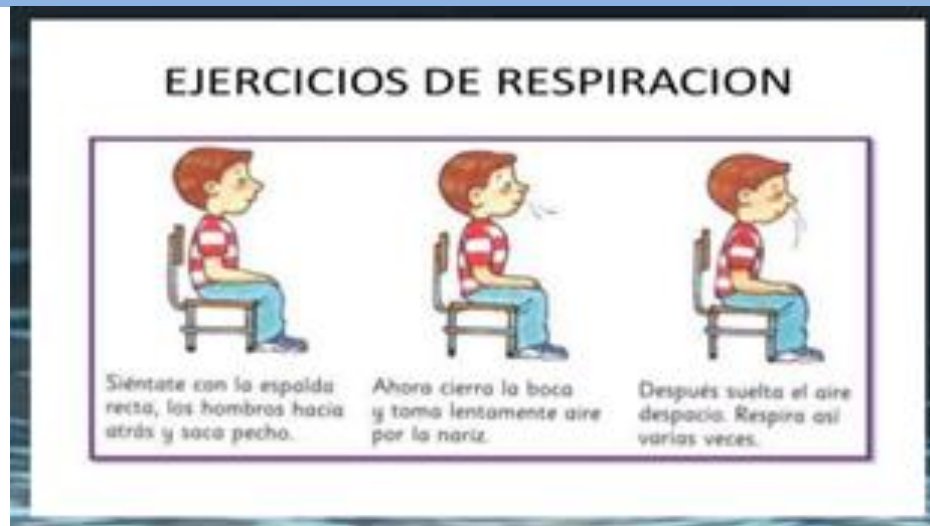 EJERCICIOS DE RESPIRACION
Siéntate con la espalda
recta, los hombros hacia
atrás y saca pecho.
Ahora cierra la boca
y toma lentamente aire
por la nariz.
Después suelta el aire
despacio. Respira así
varias veces.